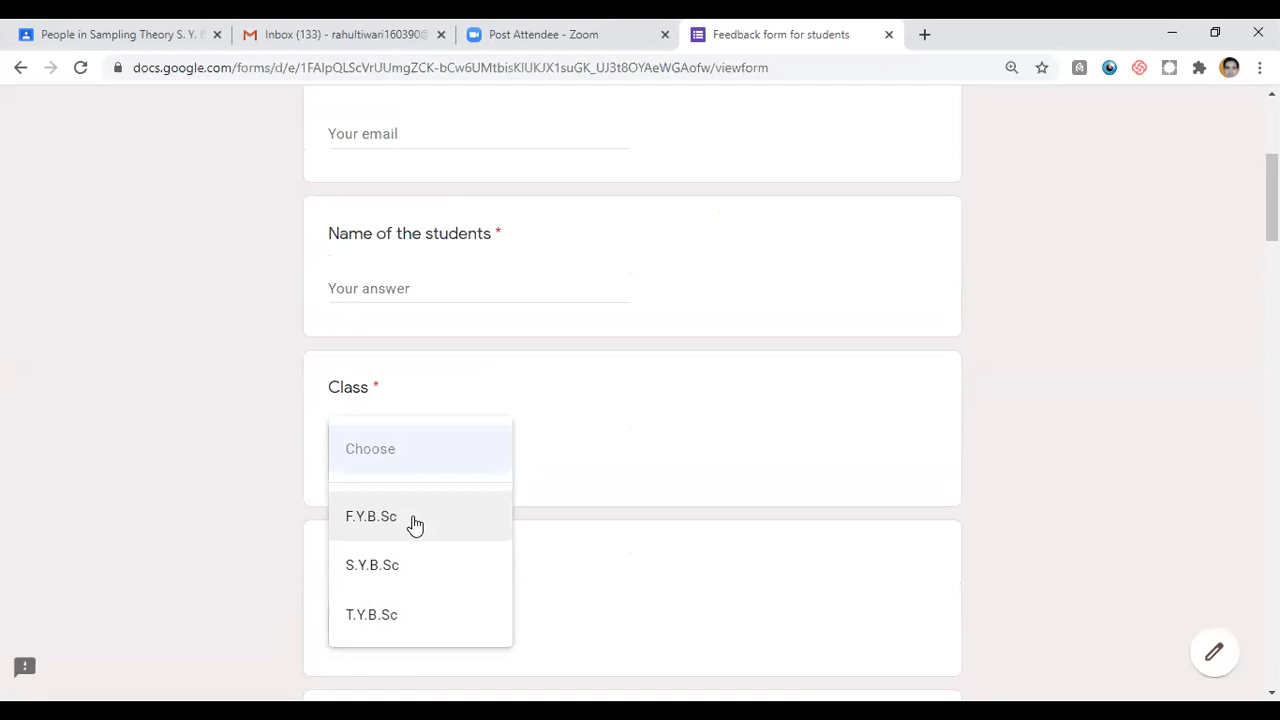 People in Sampling Theory S. Y. B
Inbox (133) - rahultiwari160390@
Post Attendee - Zoom
Feedback form for students
docs.google.com/forms/d/e/1FAIpQLScVrUUmgZCK-bCw6UMtbisKIUKJX1suGK_UJ3t8OYAeWGAofw/viewform
Your email
Name of the students *
Your answer
Class *
Choose
F.Y.B.Sc
S.Y.B.Sc
T.Y.B.Sc